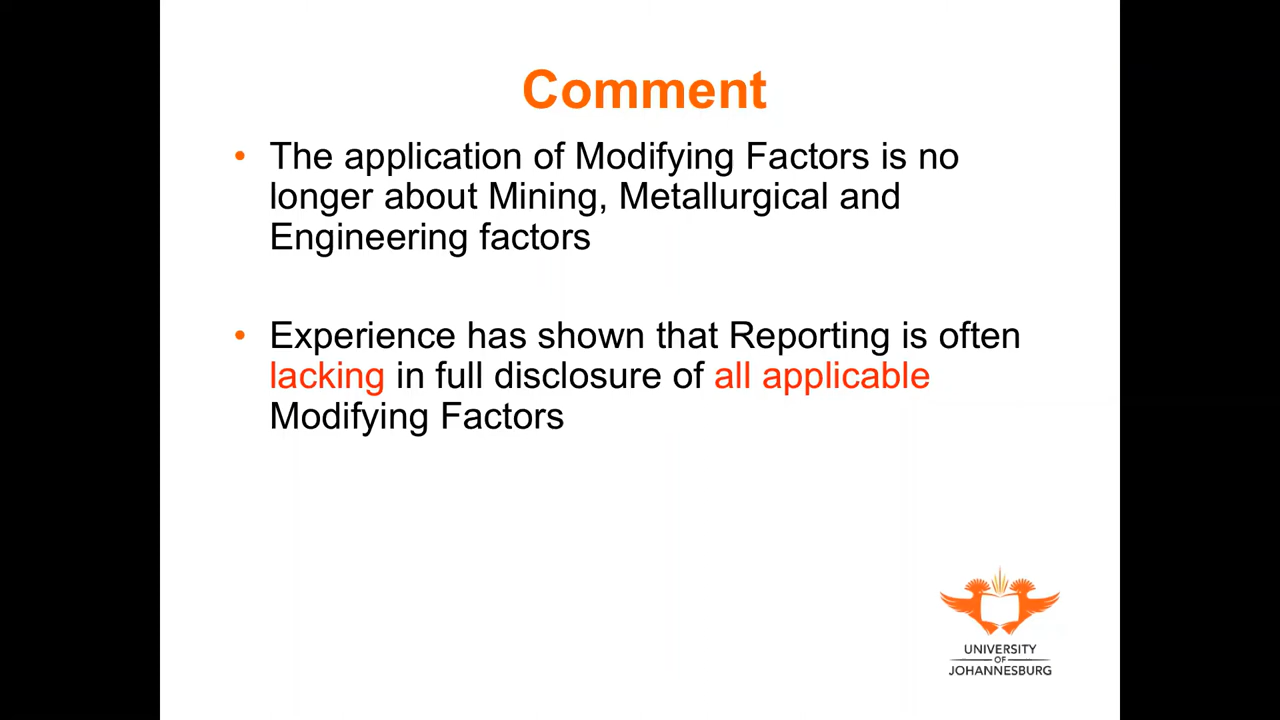 Comment
• The application of Modifying Factors is no
longer about Mining, Metallurgical and
Engineering factors
• Experience has shown that Reporting is often
lacking in full disclosure of all applicable
Modifying Factors
UNIVERSITY
OF
JOHANNESBURG